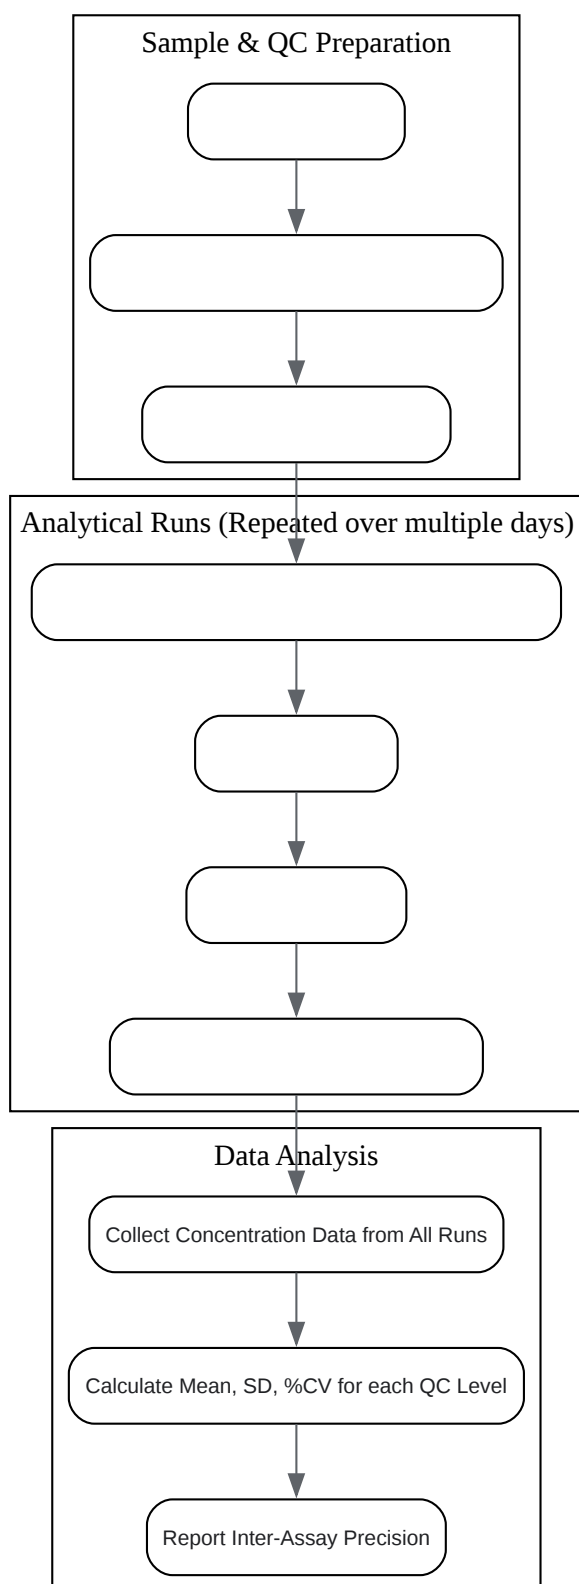 Sample & QC Preparation
Analytical Runs (Repeated over multiple days)
Data Analysis
Collect Concentration Data from All Runs
Calculate Mean, SD, %CV for each QC Level
Report Inter-Assay Precision